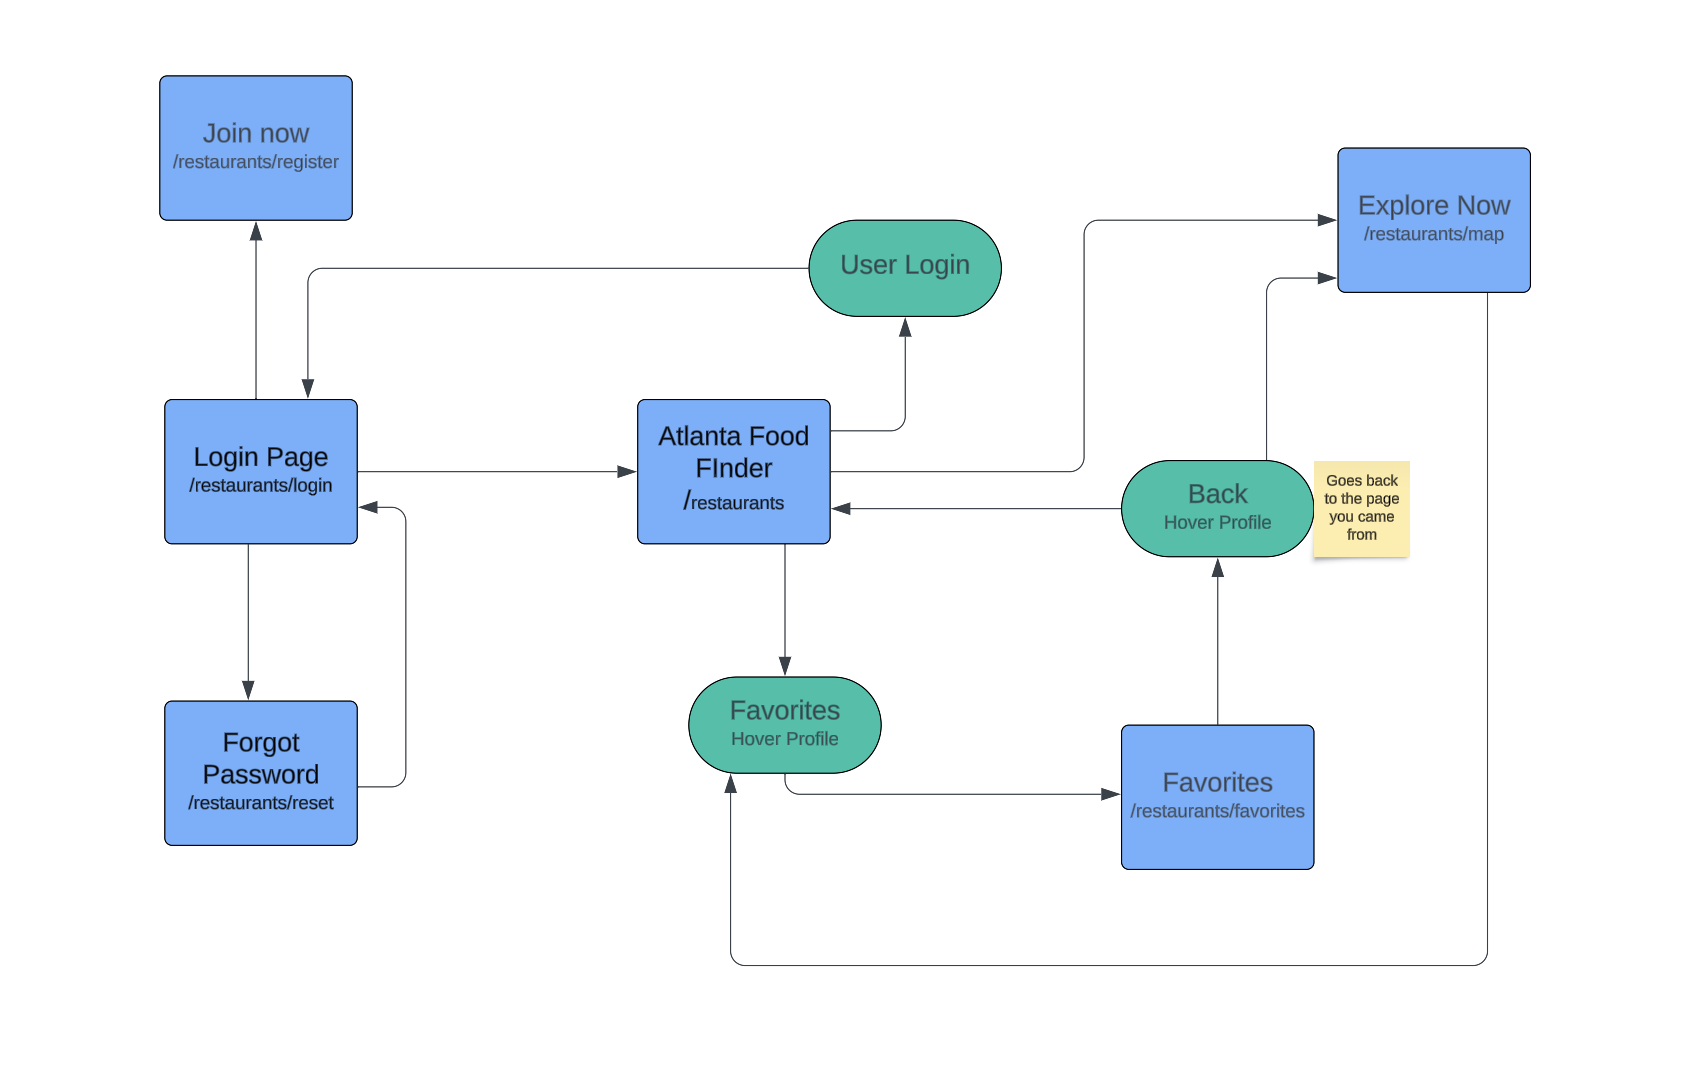 Join now
/restaurants/register
Explore Now
/restaurants/map
User Login
Login Page
/restaurants/login
Atlanta Food
FInder
/restaurants
Back
Hover Profile
Goes back
to the page
you came
from
Forgot
Password
/restaurants/reset
Favorites
Hover Profile
Favorites
/restaurants/favorites